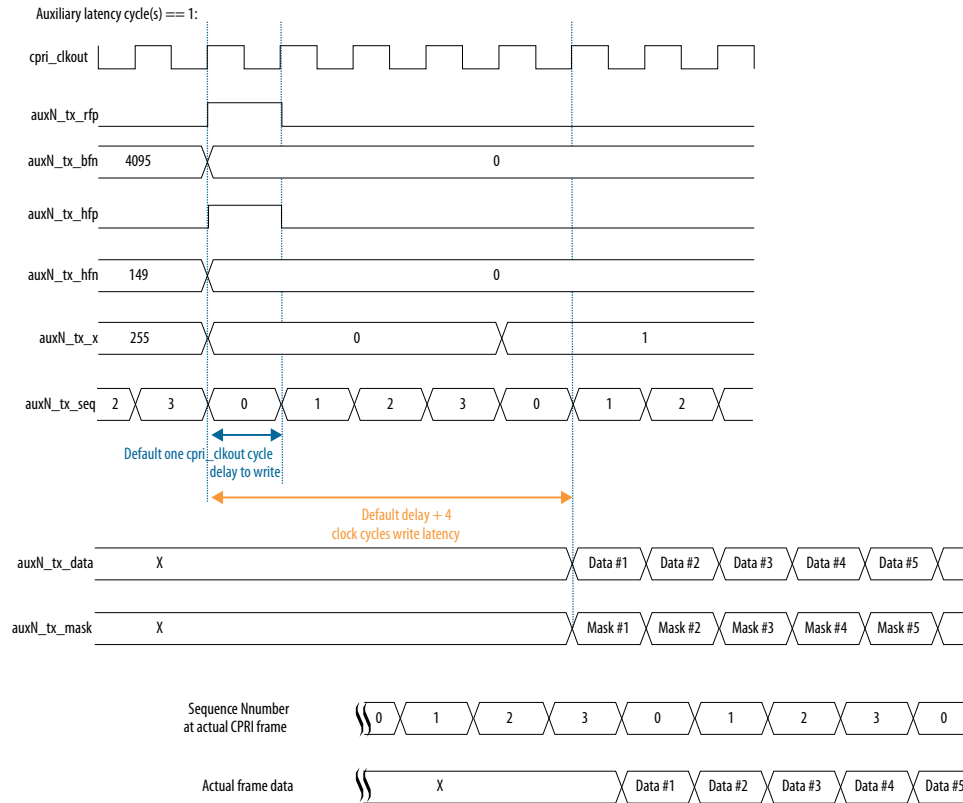 Auxiliary latency cycle(s) == 1:
cpri_clkout
auxN_tx_rfp
auxN_tx_bfn 4095 0
auxN_tx_hfp
auxN_tx_hfn 149 0
auxN_tx_x 255 0 1
auxN_tx_seq 2 3 0 1 2 3 0 1 2
Default one cpri_clkout cycle
delay to write
Default delay + 4
clock cycles write latency
auxN_tx_data X Data #1 Data #2 Data #3 Data #4 Data #5
auxN_tx_mask X Mask #1 Mask #2 Mask #3 Mask #4 Mask #5
Sequence Nnumber
at actual CPRI frame 0 1 2 3 0 1 2 3 0
Actual frame data X Data #1 Data #2 Data #3 Data #4 Data #5